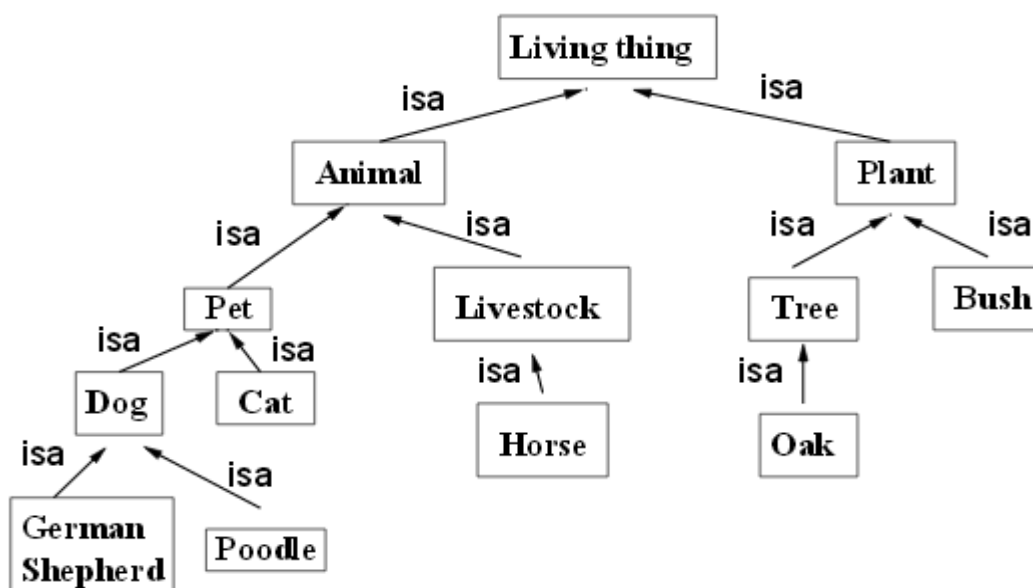 Living thing
isa
isa
Animal
Plant
isa
isa
isa
isa
Pet
Livestock
Tree
Bush
isa
isa
isa
isa
Dog
Cat
Horse
Oak
isa
isa
German
Shepherd
Poodle